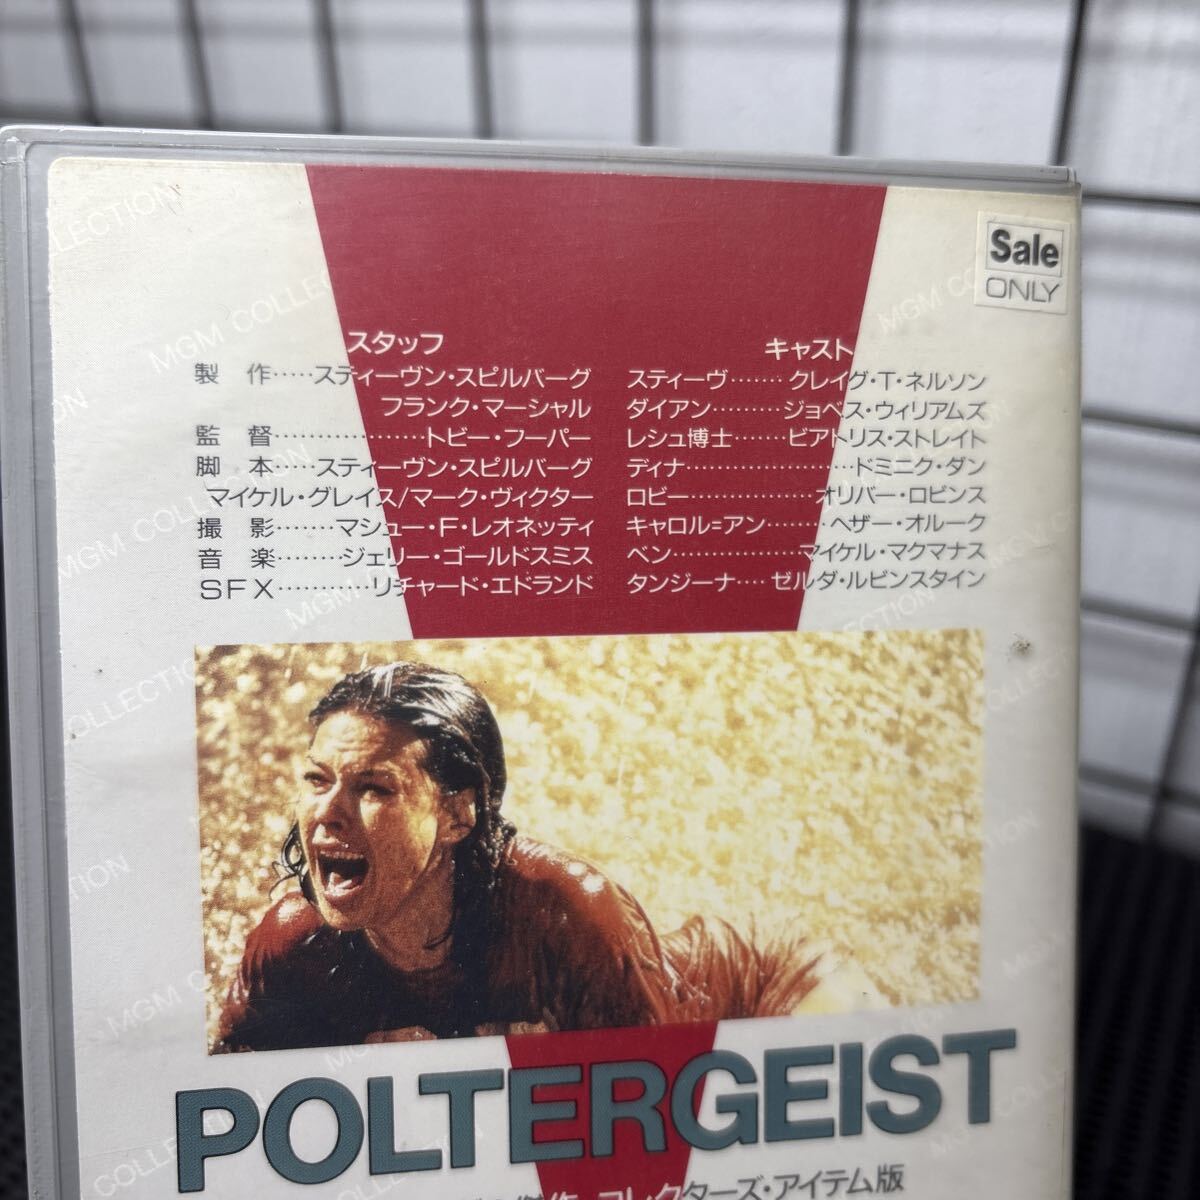 Sale
ONLY
スタッフ
製作‥‥‥スティーヴン・スピルバーグ
フランク・マーシャル
監督‥‥‥‥‥‥‥‥トビー・フーパー
脚本‥‥‥スティーヴン・スピルバーグ
マイケル・グレイス/マーク・ヴィクター
撮影‥‥‥‥マシュー・F・レオネッティ
音楽‥‥‥‥ジェリー・ゴールドスミス
SFX‥‥‥‥‥‥リチャード・エドランド
キャスト
スティーヴ‥‥‥‥クレイグ・T・ネルソン
ダイアン‥‥‥‥‥ジョベス・ウィリアムズ
レシュ博士‥‥‥‥ビアトリス・ストレイト
ディナ‥‥‥‥‥‥‥‥‥‥‥ドミニク・ダン
ロビー‥‥‥‥‥‥‥‥オリバー・ロビンス
キャロル=アン‥‥‥‥ヘザー・オルーク
ベン‥‥‥‥‥‥‥‥マイケル・マクマナス
タンジーナ‥‥ゼルダ・ルビンスタイン
MGM COLLECTION
POLTERGEIST
コレクターズ・アイテム版